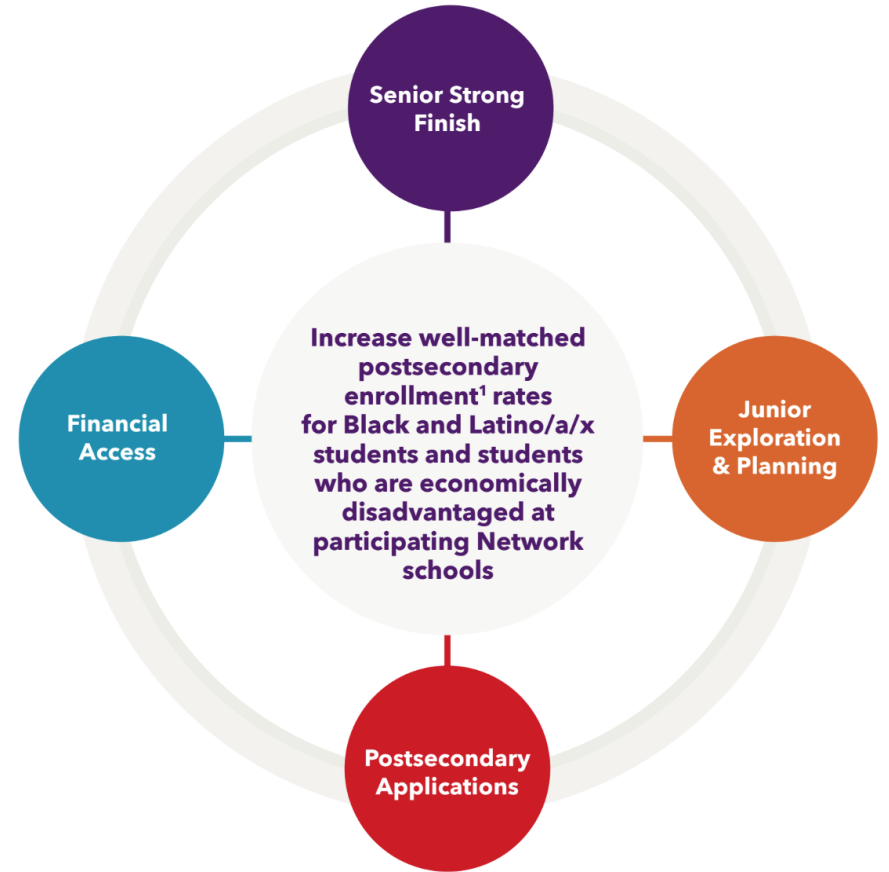 Senior Strong
Finish
Increase well-matched
postsecondary
enrollment¹ rates
for Black and Latino/a/x
students and students
who are economically
disadvantaged at
participating Network
schools
Financial
Access
Junior
Exploration
& Planning
Postsecondary
Applications